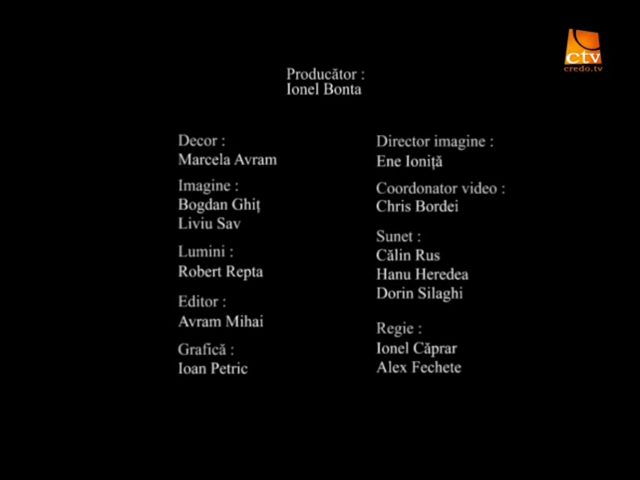 ctv
credo.tv
Producător :
Ionel Bonta
Decor :
Marcela Avram
Imagine :
Bogdan Ghiț
Liviu Sav
Lumini :
Robert Repta
Editor :
Avram Mihai
Grafică :
Ioan Petric
Director imagine :
Ene Ioniță
Coordonator video :
Chris Bordei
Sunet :
Călin Rus
Hanu Heredea
Dorin Silaghi
Regie :
Ionel Căprar
Alex Fechete